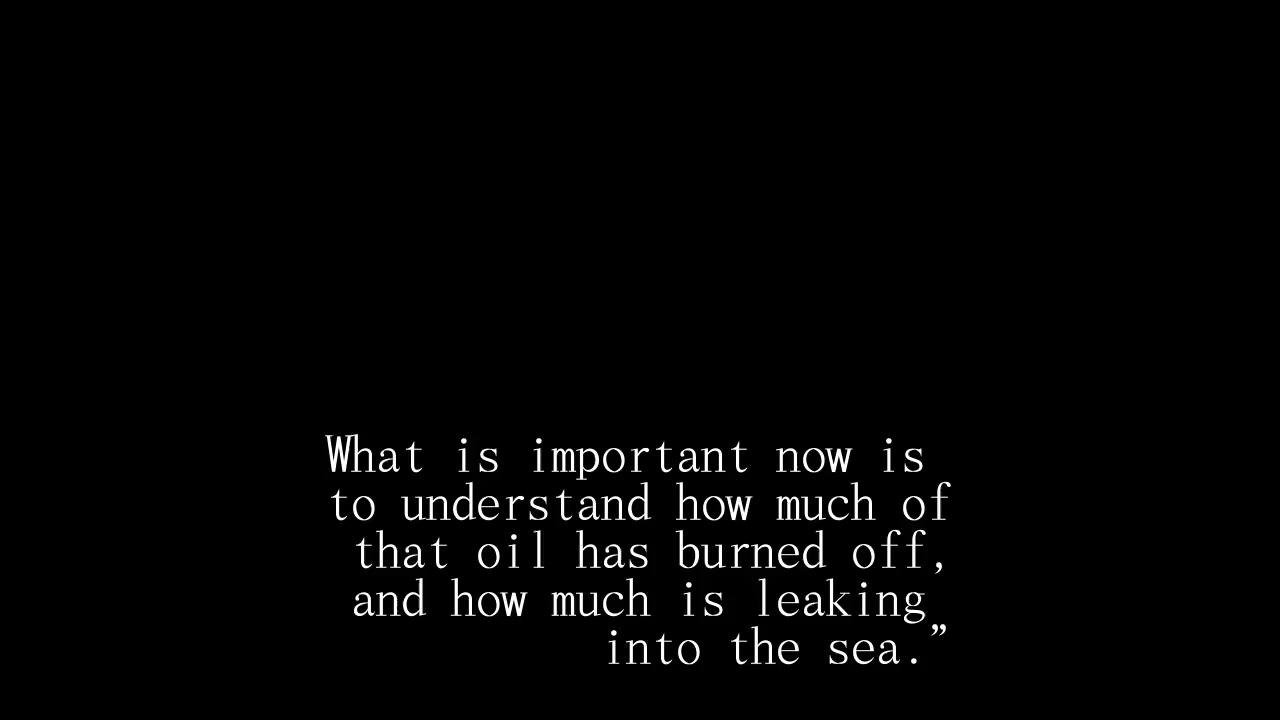 What is important now is
to understand how much of
that oil has burned off,
and how much is leaking
into the sea.”